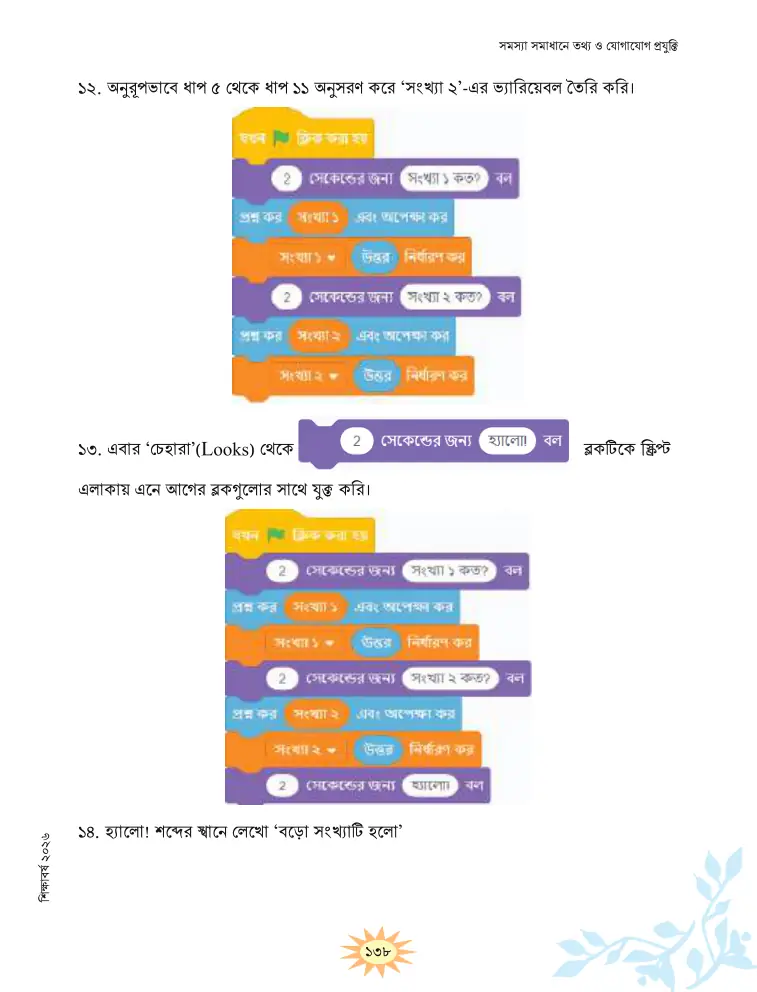 সমস্যা সমাধানে তথ্য ও যোগাযোগ প্রযুক্তি
১২. অনুরূপভাবে ধাপ ৫ থেকে ধাপ ১১ অনুসরণ করে ‘সংখ্যা ২’-এর ভ্যারিয়েবল তৈরি করি।
যখন ক্লিক করা হয়
2 সেকেন্ডের জন্য সংখ্যা ১ কত? বল
প্রশ্ন কর সংখ্যা ১ এবং অপেক্ষা কর
সংখ্যা ১ উত্তর নির্ধারণ কর
2 সেকেন্ডের জন্য সংখ্যা ২ কত? বল
প্রশ্ন কর সংখ্যা ২ এবং অপেক্ষা কর
সংখ্যা ২ উত্তর নির্ধারণ কর
১৩. এবার ‘চেহারা’(Looks) থেকে 2 সেকেন্ডের জন্য হ্যালো! বল ব্লকটিকে স্ক্রিপ্ট
এলাকায় এনে আগের ব্লকগুলোর সাথে যুক্ত করি।
যখন ক্লিক করা হয়
2 সেকেন্ডের জন্য সংখ্যা ১ কত? বল
প্রশ্ন কর সংখ্যা ১ এবং অপেক্ষা কর
সংখ্যা ১ উত্তর নির্ধারণ কর
2 সেকেন্ডের জন্য সংখ্যা ২ কত? বল
প্রশ্ন কর সংখ্যা ২ এবং অপেক্ষা কর
সংখ্যা ২ উত্তর নির্ধারণ কর
2 সেকেন্ডের জন্য হ্যালো! বল
১৪. হ্যালো! শব্দের স্থানে লেখো ‘বড়ো সংখ্যাটি হলো’
শিক্ষাবর্ষ ২০২৬
১৩৮